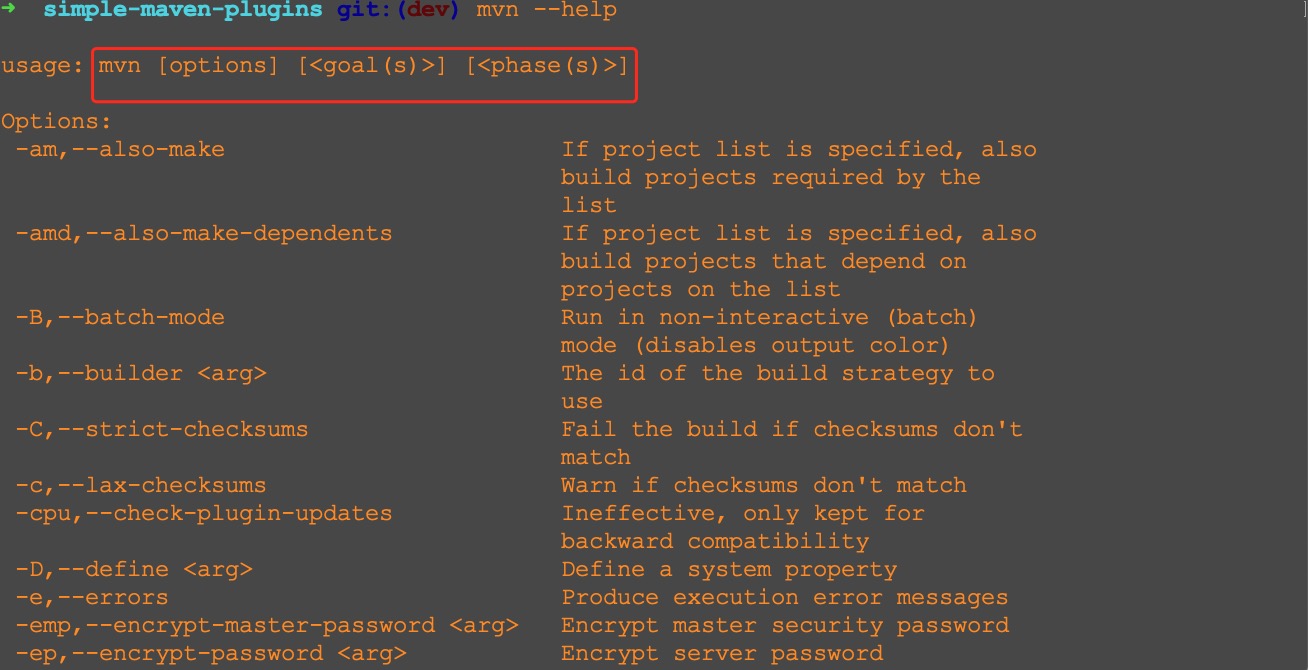 ➜ simple-maven-plugins git:(dev) mvn --help
usage: mvn [options] [<goal(s)>] [<phase(s)>]
Options:
-am,--also-make If project list is specified, also
build projects required by the
list
-amd,--also-make-dependents If project list is specified, also
build projects that depend on
projects on the list
-B,--batch-mode Run in non-interactive (batch)
mode (disables output color)
-b,--builder <arg> The id of the build strategy to
use
-C,--strict-checksums Fail the build if checksums don't
match
-c,--lax-checksums Warn if checksums don't match
-cpu,--check-plugin-updates Ineffective, only kept for
backward compatibility
-D,--define <arg> Define a system property
-e,--errors Produce execution error messages
-emp,--encrypt-master-password <arg> Encrypt master security password
-ep,--encrypt-password <arg> Encrypt server password